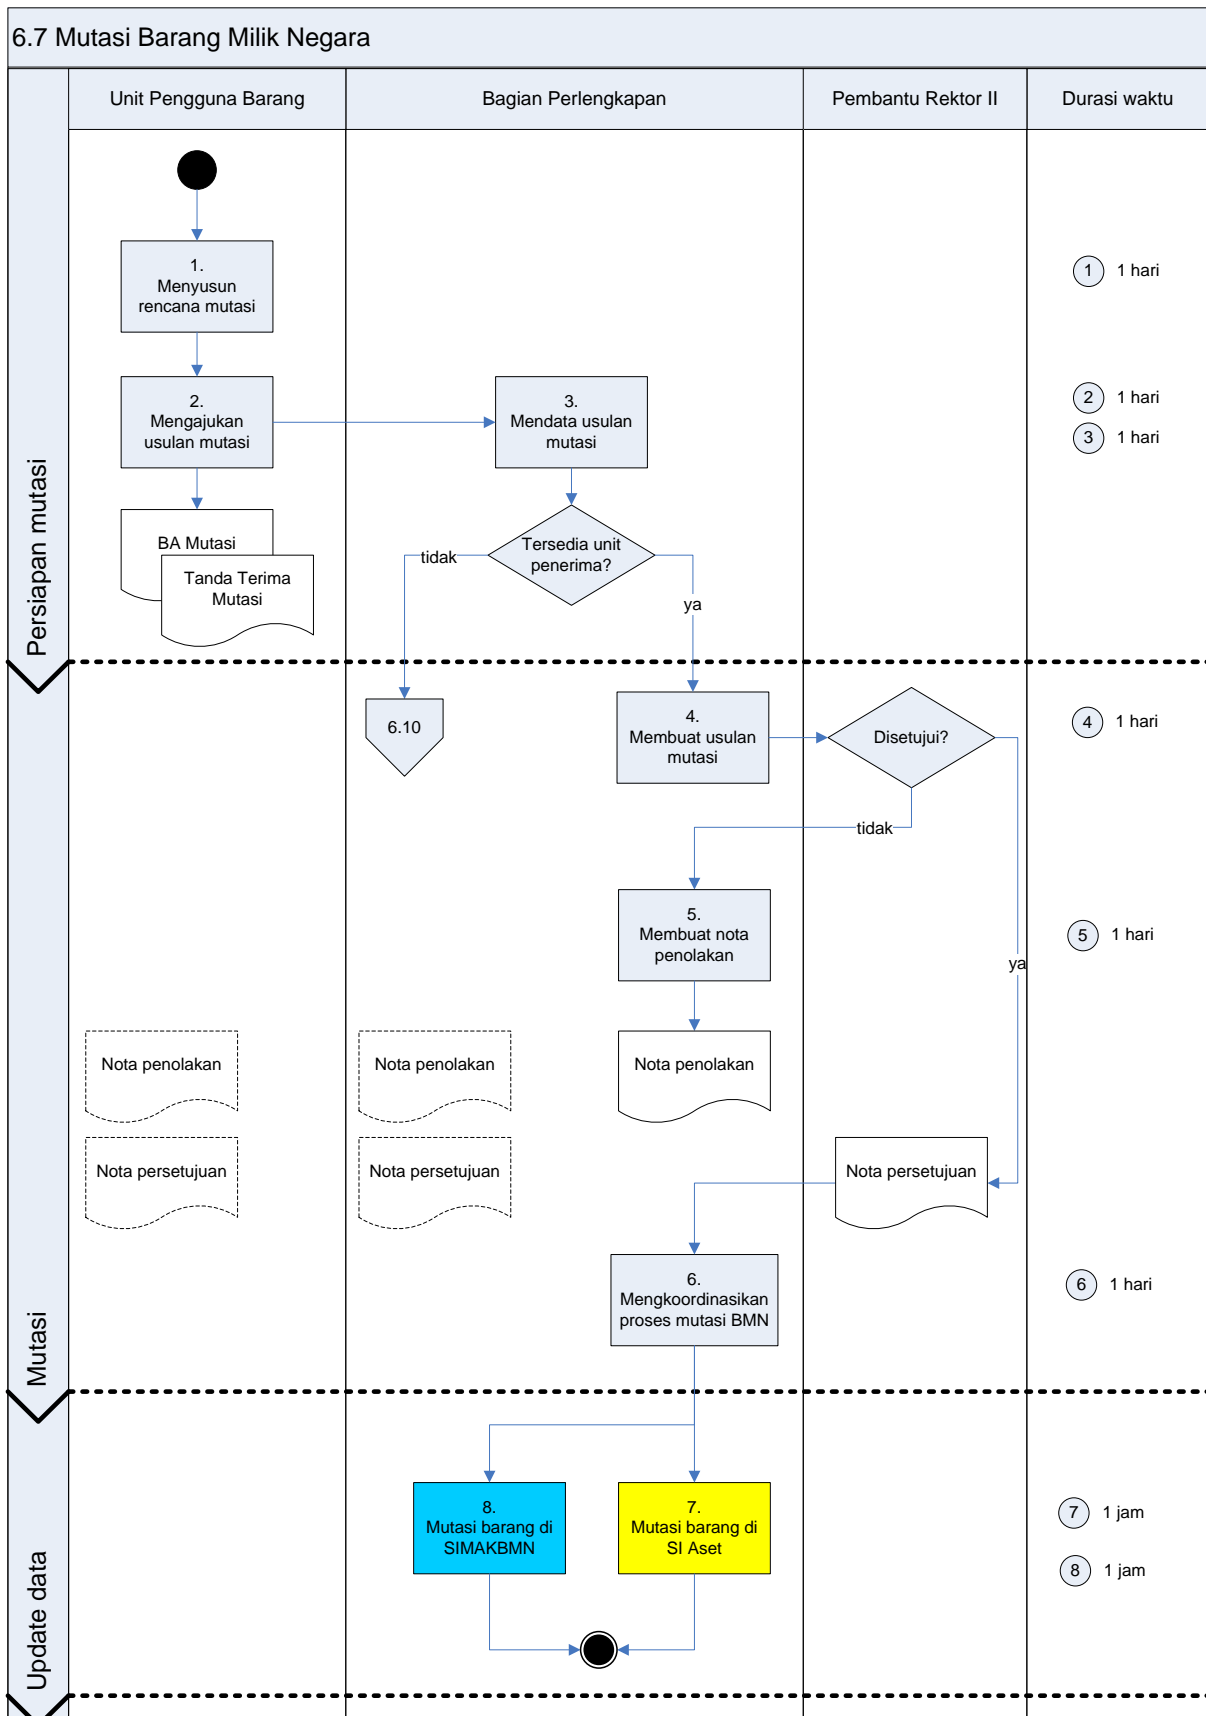 6.7 Mutasi Barang Milik Negara
Unit Pengguna Barang
Bagian Perlengkapan
Pembantu Rektor II
Durasi waktu
Persiapan mutasi
1.
Menyusun
rencana mutasi
1
1 hari
2.
Mengajukan
usulan mutasi
3.
Mendata usulan
mutasi
2
1 hari
3
1 hari
BA Mutasi
Tanda Terima
Mutasi
Tersedia unit
penerima?
tidak
ya
Mutasi
6.10
4.
Membuat usulan
mutasi
Disetujui?
4
1 hari
tidak
5.
Membuat nota
penolakan
ya
5
1 hari
Nota penolakan
Nota penolakan
Nota penolakan
Nota persetujuan
Nota persetujuan
Nota persetujuan
6.
Mengkoordinasikan
proses mutasi BMN
6
1 hari
Update data
8.
Mutasi barang di
SIMAKBMN
7.
Mutasi barang di
SI Aset
7
1 jam
8
1 jam